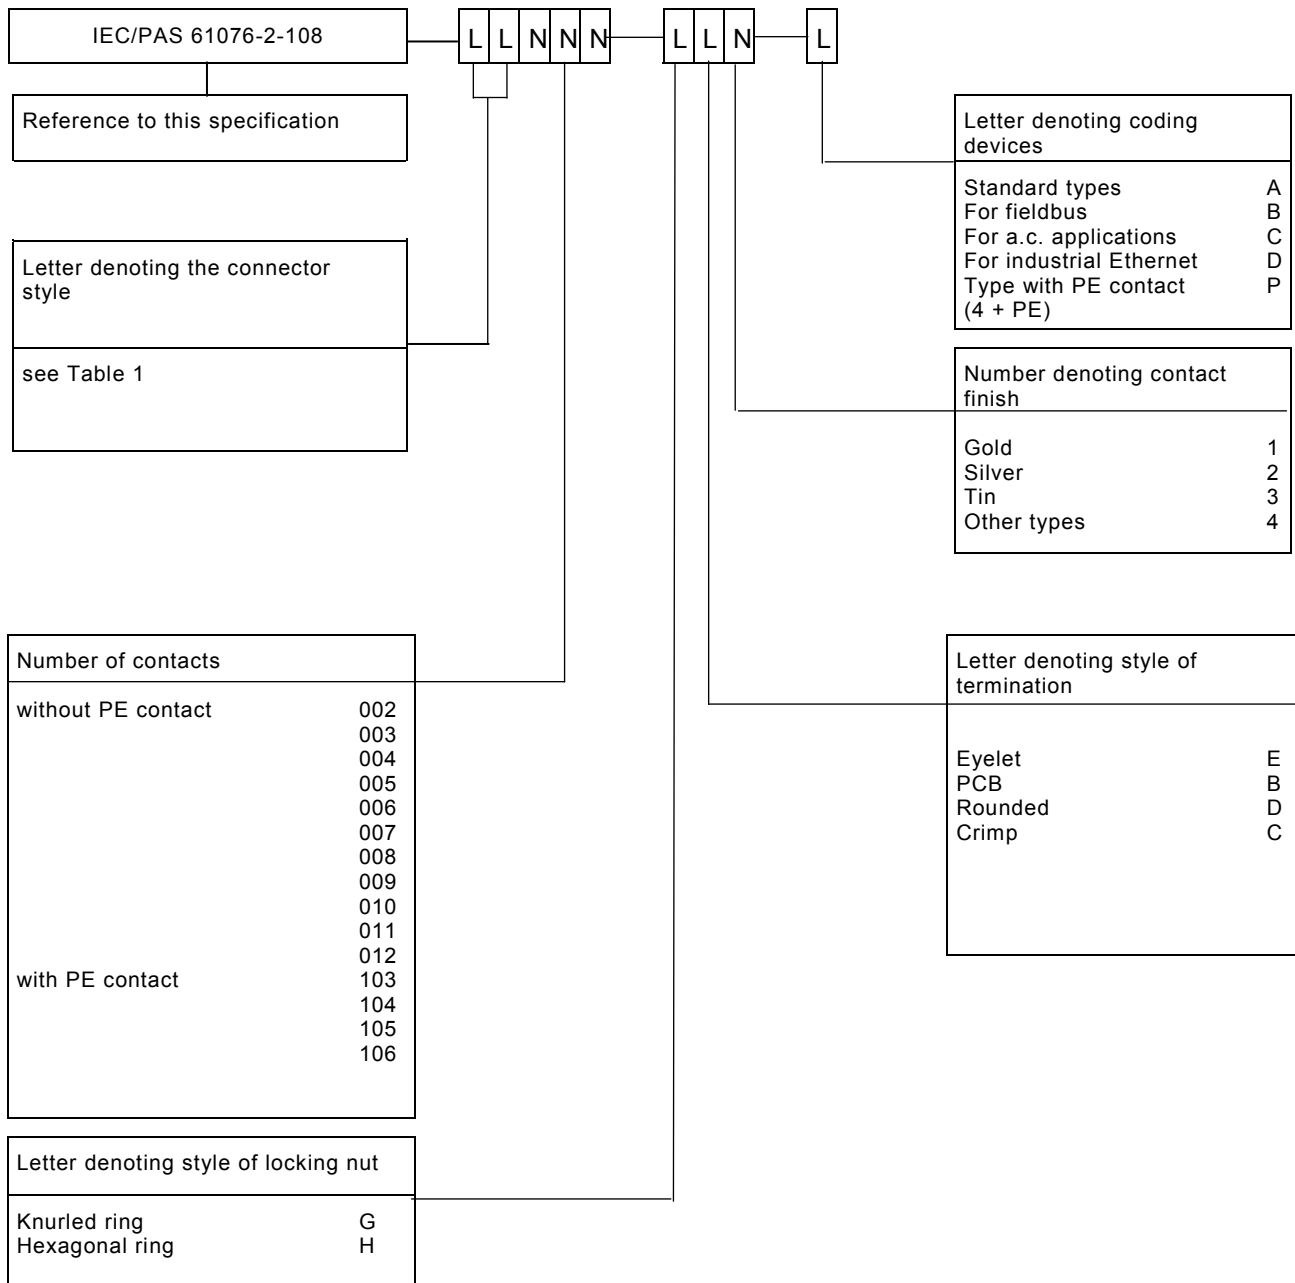 IEC/PAS 61076-2-108 L L N N N L L N L
Reference to this specification
Letter denoting the connector
style
see Table 1
Letter denoting coding
devices
Standard types A
For fieldbus B
For a.c. applications C
For industrial Ethernet D
Type with PE contact P
(4 + PE)
Number denoting contact
finish
Gold 1
Silver 2
Tin 3
Other types 4
Number of contacts
without PE contact 002
003
004
005
006
007
008
009
010
011
012
with PE contact 103
104
105
106
Letter denoting style of
termination
Eyelet E
PCB B
Rounded D
Crimp C
Letter denoting style of locking nut
Knurled ring G
Hexagonal ring H